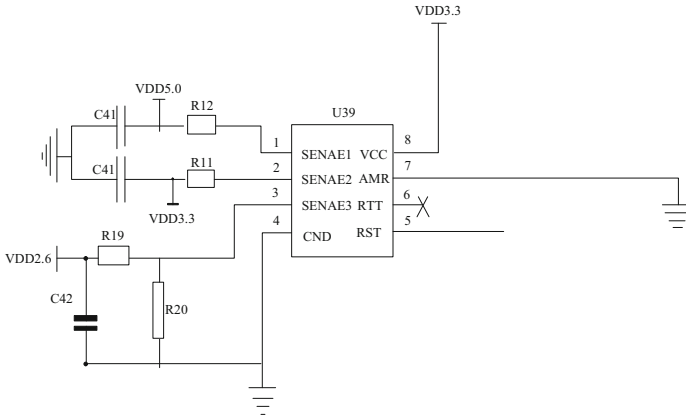 VDD3.3
VDD5.0
C41
R12
U39
1
8
SENAE1 VCC
C41
R11
2
7
SENAE2 AMR
VDD3.3
3
6
SENAE3 RTT
4
5
CND
RST
R19
VDD2.6
C42
R20